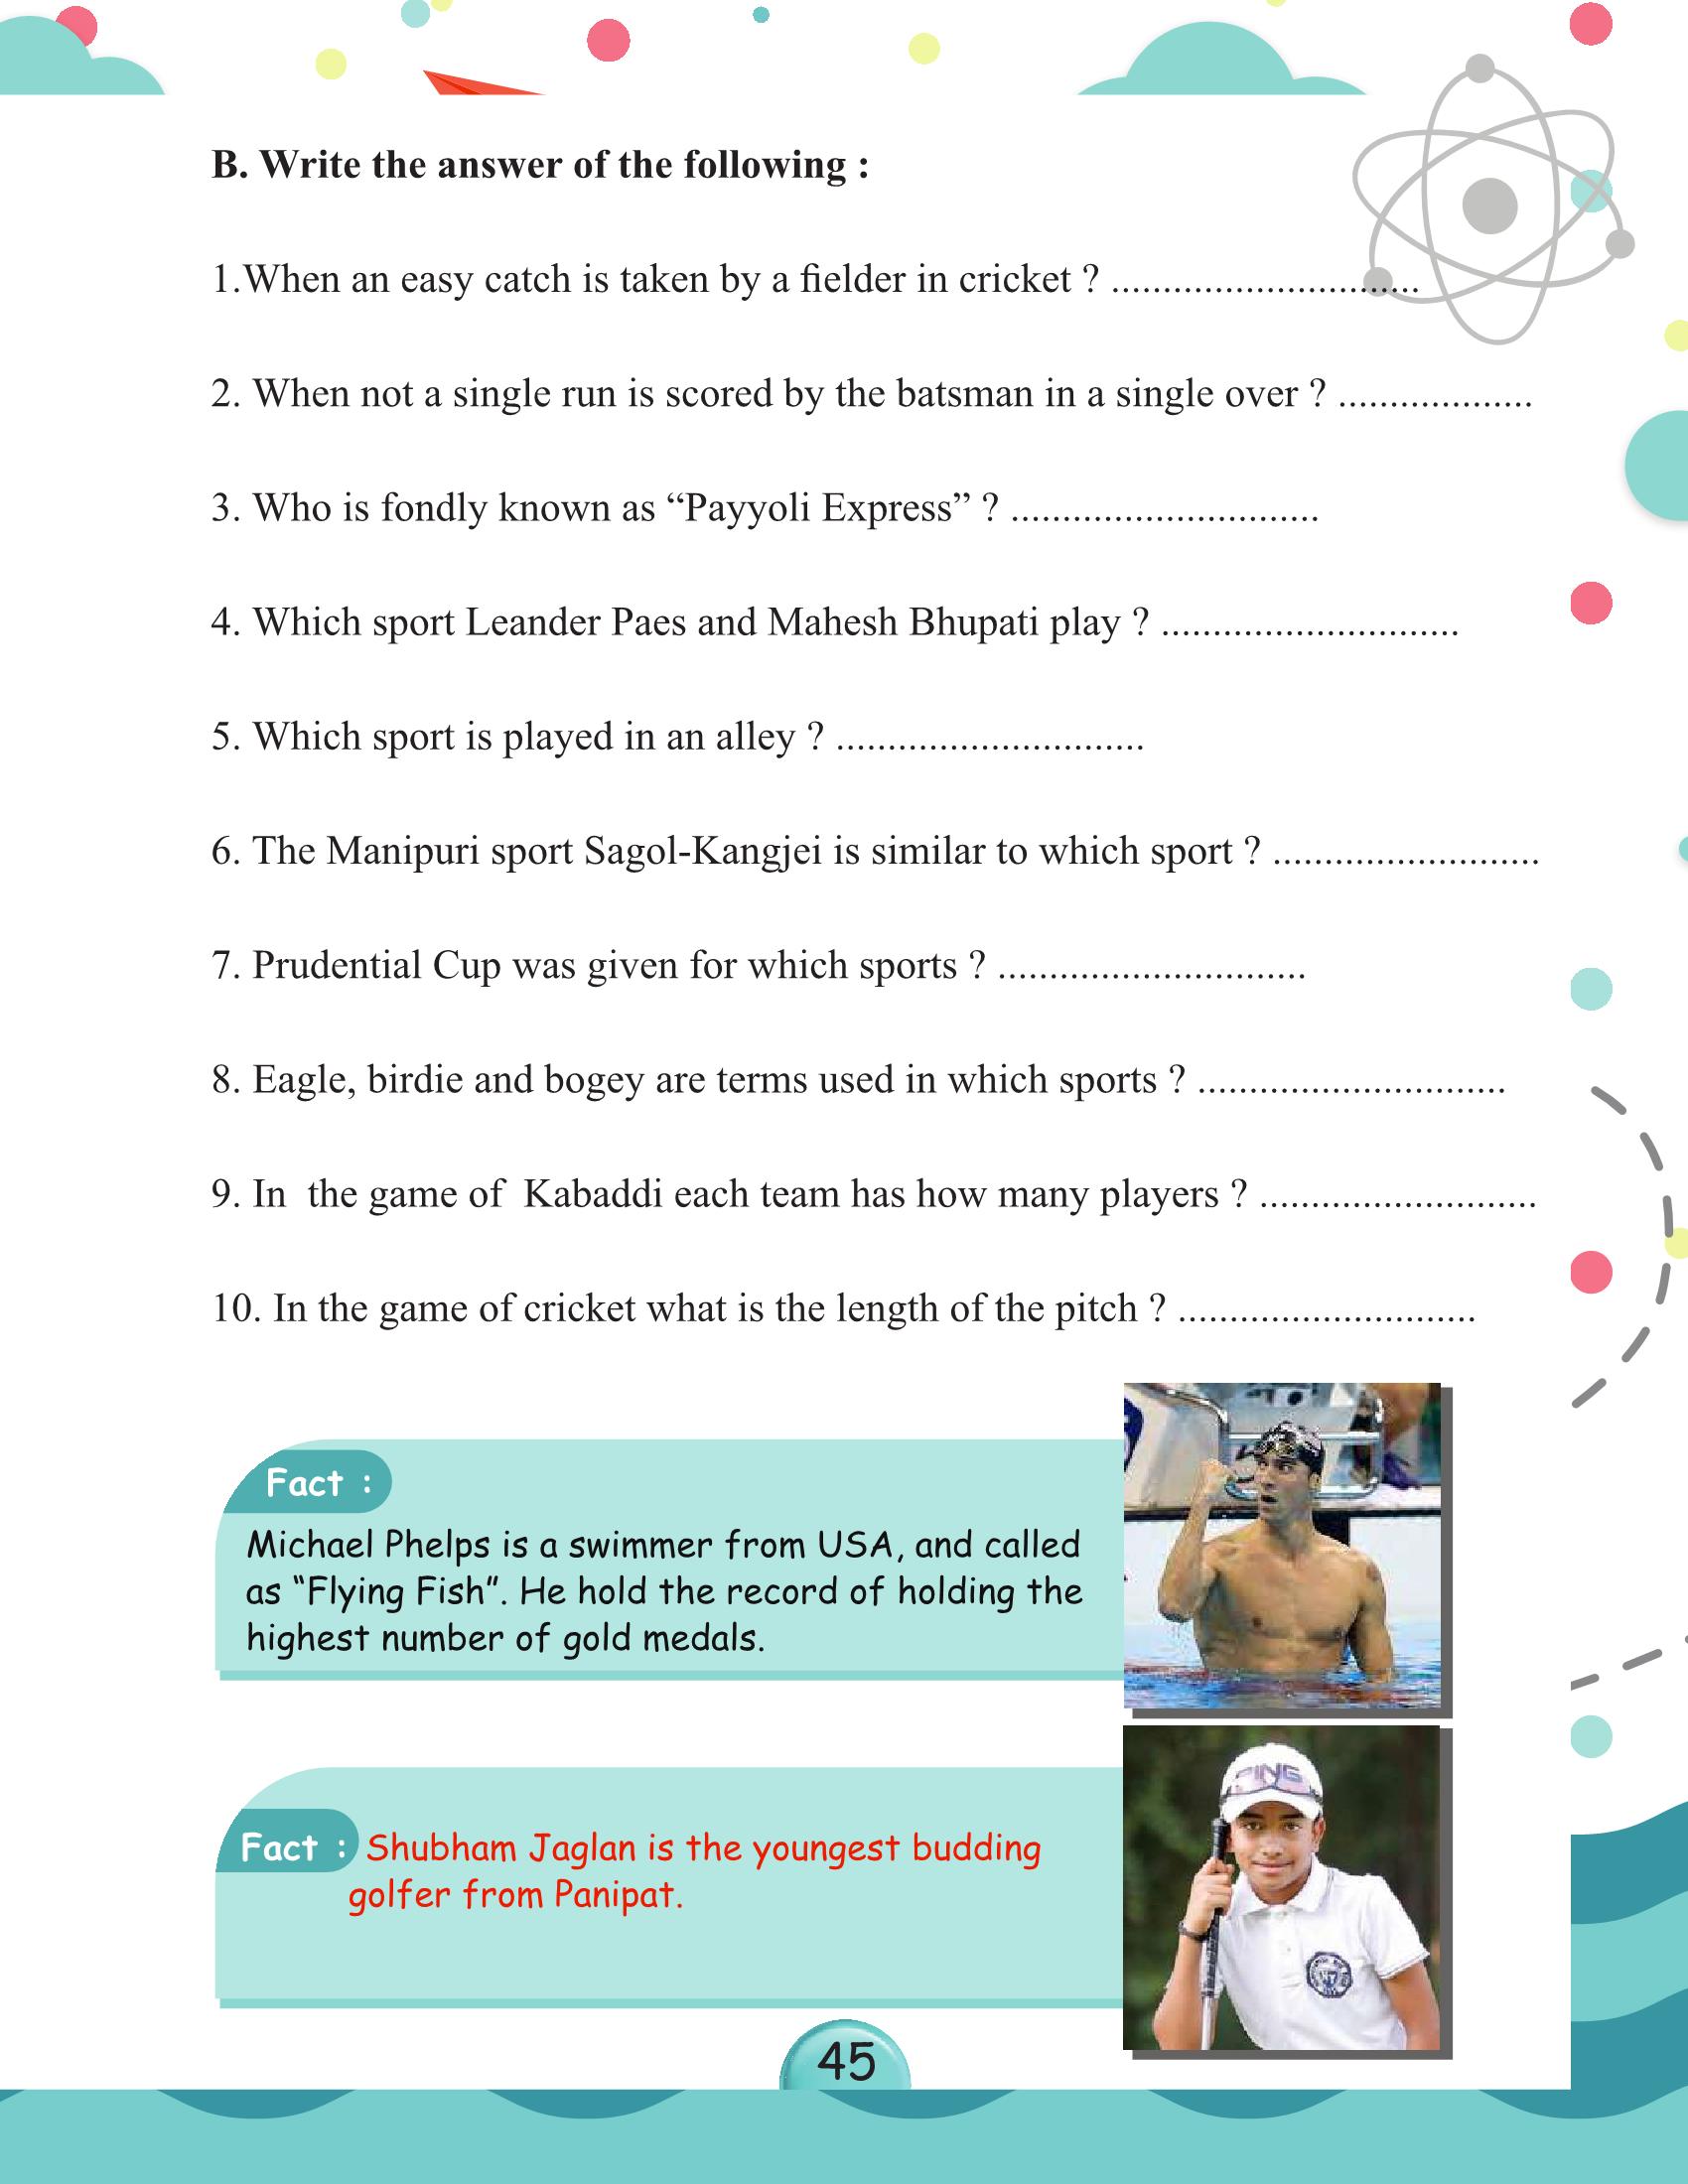 B. Write the answer of the following :
1.When an easy catch is taken by a fielder in cricket ? ..............................
2. When not a single run is scored by the batsman in a single over ? ...................
3. Who is fondly known as “Payyoli Express” ? ..............................
4. Which sport Leander Paes and Mahesh Bhupati play ? .............................
5. Which sport is played in an alley ? ..............................
6. The Manipuri sport Sagol-Kangjei is similar to which sport ? ..........................
7. Prudential Cup was given for which sports ? ..............................
8. Eagle, birdie and bogey are terms used in which sports ? ..............................
9. In  the game of  Kabaddi each team has how many players ? ...........................
10. In the game of cricket what is the length of the pitch ? .............................
Fact :
Michael Phelps is a swimmer from USA, and called
as “Flying Fish”. He hold the record of holding the
highest number of gold medals.
PING
Fact : Shubham Jaglan is the youngest budding
golfer from Panipat.
45